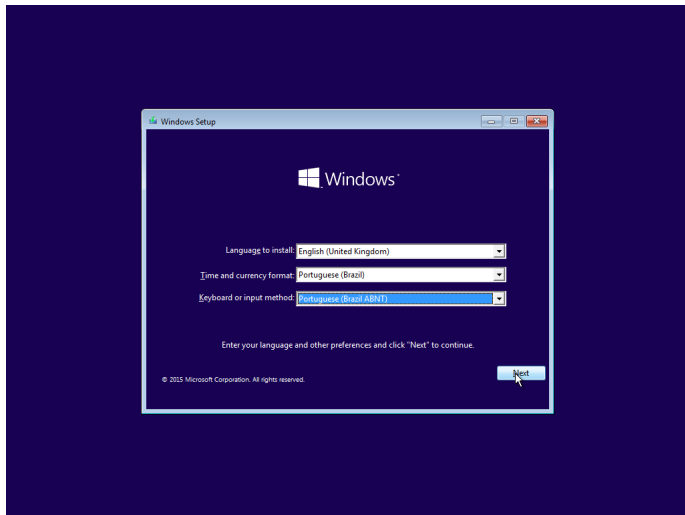 Windows Setup
Windows
Language to install: English (United Kingdom)
Time and currency format: Portuguese (Brazil)
Keyboard or input method: Portuguese (Brazil ABNT)
Enter your language and other preferences and click "Next" to continue.
© 2015 Microsoft Corporation. All rights reserved.
Next